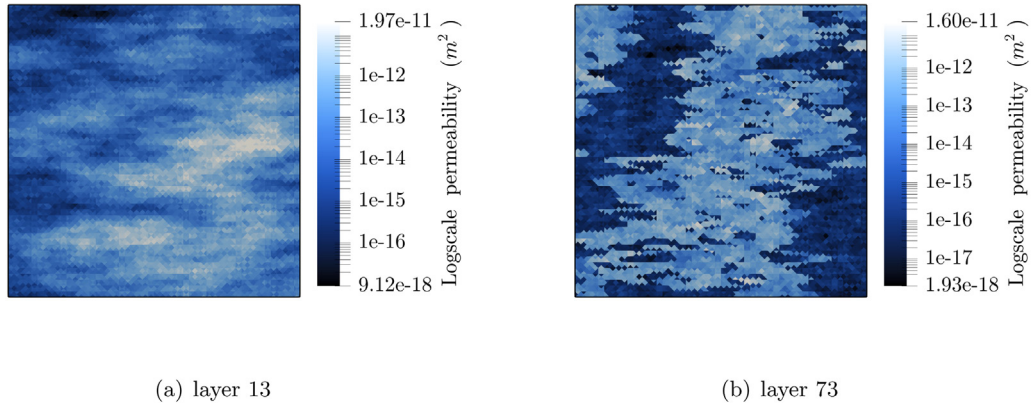 1.97e-11
1e-12
1e-13
1e-14
1e-15
1e-16
9.12e-18
Logscale permeability (m²)
(a) layer 13
1.60e-11
1e-12
1e-13
1e-14
1e-15
1e-16
1e-17
1.93e-18
Logscale permeability (m²)
(b) layer 73